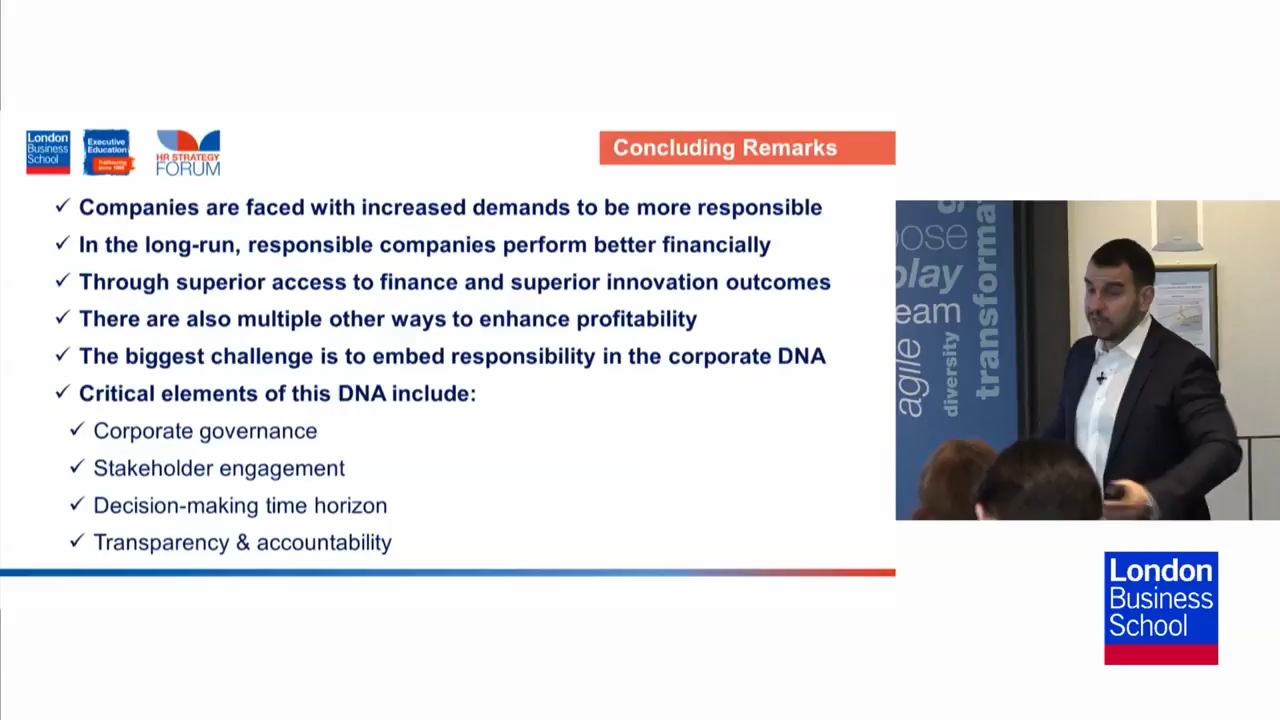 London
Business
School
Executive
Education
HR STRATEGY
FORUM
Concluding Remarks
✓ Companies are faced with increased demands to be more responsible
✓ In the long-run, responsible companies perform better financially
✓ Through superior access to finance and superior innovation outcomes
✓ There are also multiple other ways to enhance profitability
✓ The biggest challenge is to embed responsibility in the corporate DNA
✓ Critical elements of this DNA include:
✓ Corporate governance
✓ Stakeholder engagement
✓ Decision-making time horizon
✓ Transparency & accountability
play
agile
diversity
transforma
London
Business
School